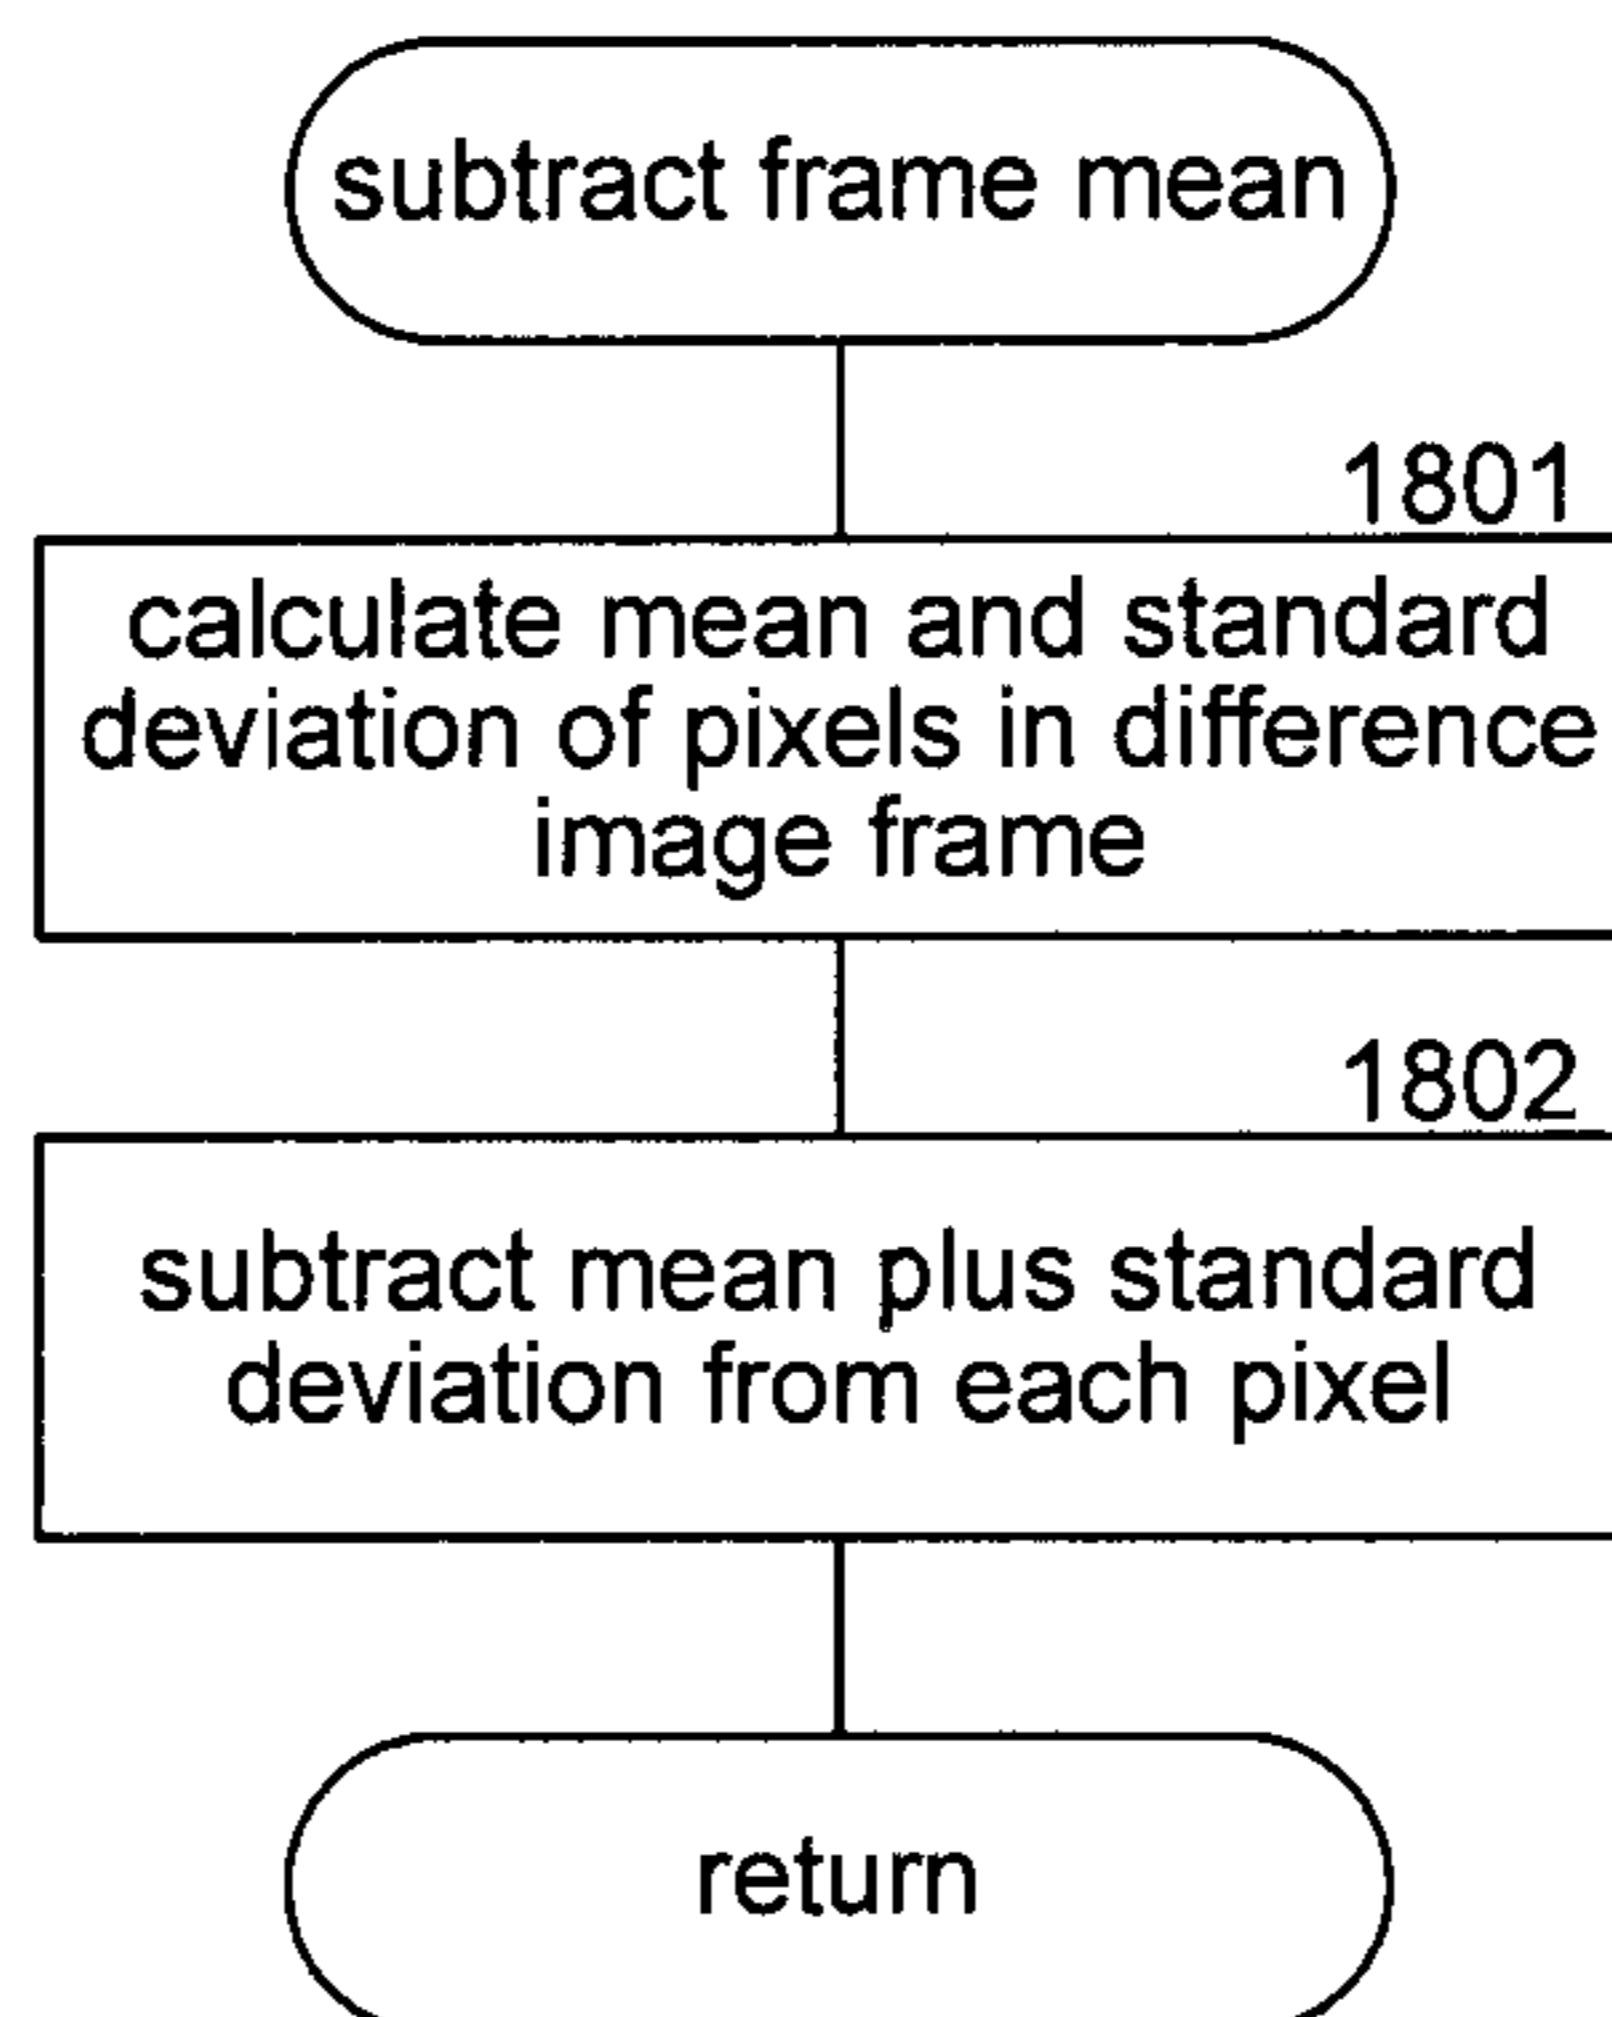 subtract frame mean
1801
calculate mean and standard
deviation of pixels in difference
image frame
1802
subtract mean plus standard
deviation from each pixel
return